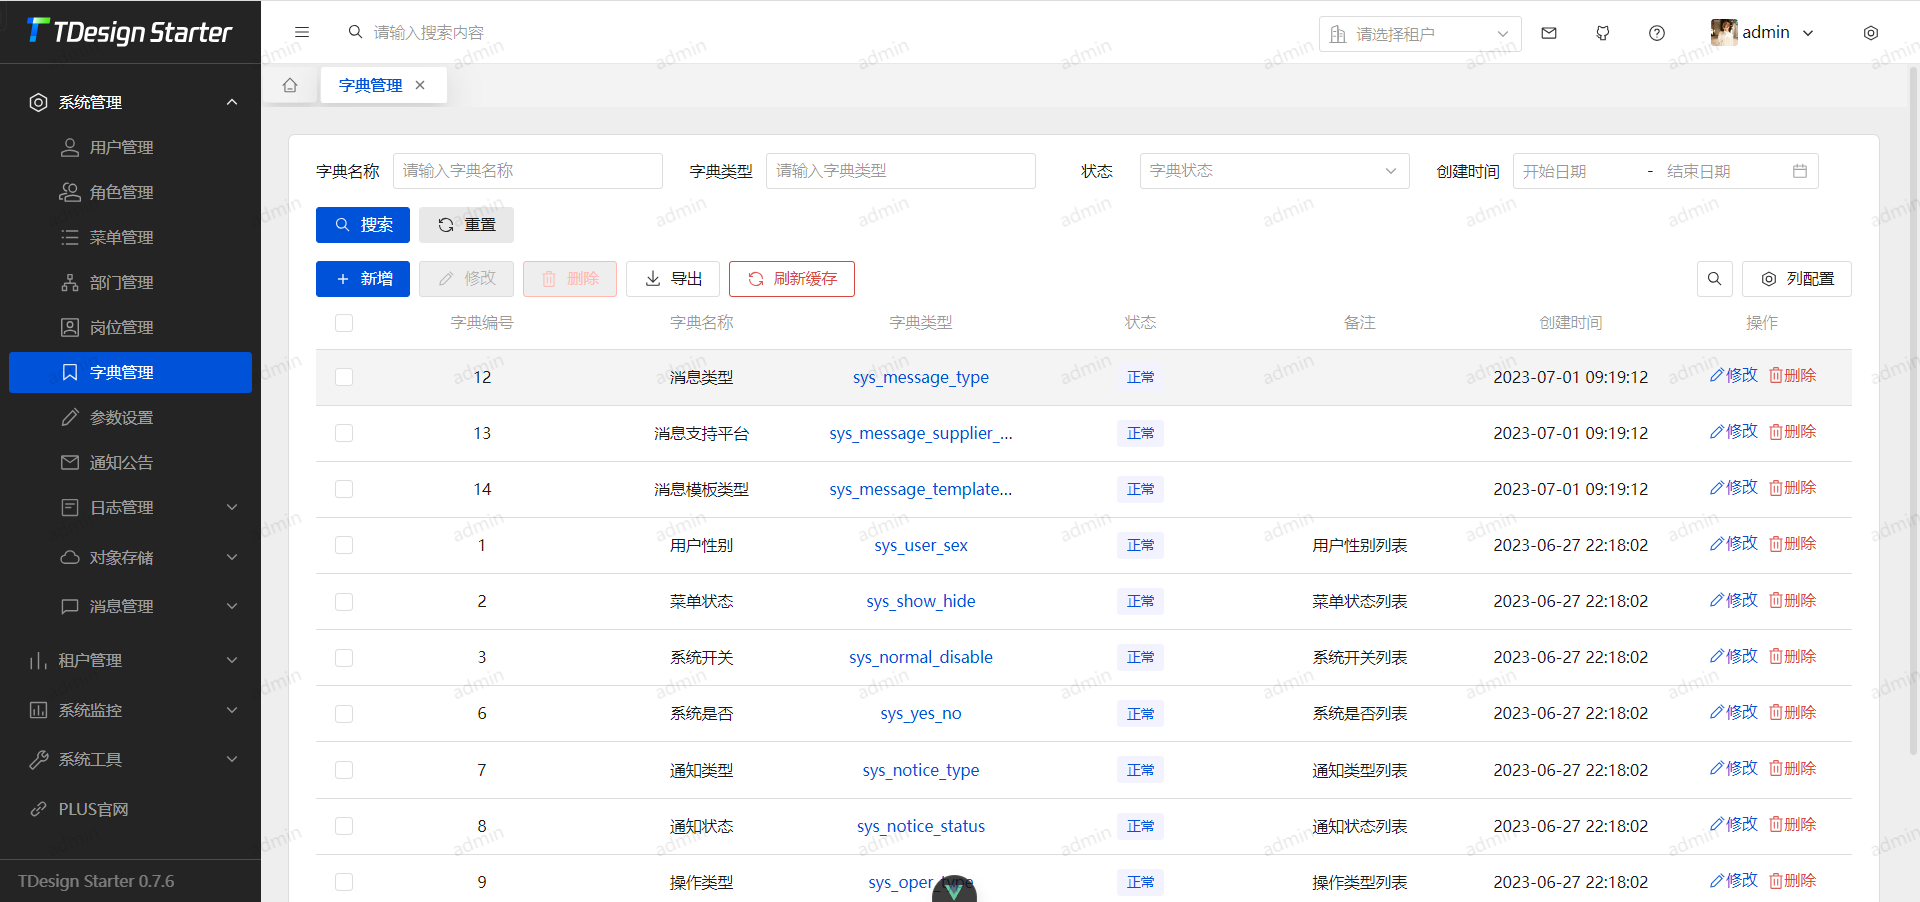 TDesign Starter
请输入搜索内容
请选择租户
admin
系统管理
用户管理
角色管理
菜单管理
部门管理
岗位管理
字典管理
参数设置
通知公告
日志管理
对象存储
消息管理
租户管理
系统监控
系统工具
PLUS官网
TDesign Starter 0.7.6
字典管理
字典名称 请输入字典名称 字典类型 请输入字典类型 状态 字典状态 创建时间 开始日期 - 结束日期
搜索 重置
新增 修改 删除 导出 刷新缓存 列配置
字典编号 字典名称 字典类型 状态 备注 创建时间 操作
12 消息类型 sys_message_type 正常 2023-07-01 09:19:12 修改 删除
13 消息支持平台 sys_message_supplier_... 正常 2023-07-01 09:19:12 修改 删除
14 消息模板类型 sys_message_template... 正常 2023-07-01 09:19:12 修改 删除
1 用户性别 sys_user_sex 正常 用户性别列表 2023-06-27 22:18:02 修改 删除
2 菜单状态 sys_show_hide 正常 菜单状态列表 2023-06-27 22:18:02 修改 删除
3 系统开关 sys_normal_disable 正常 系统开关列表 2023-06-27 22:18:02 修改 删除
6 系统是否 sys_yes_no 正常 系统是否列表 2023-06-27 22:18:02 修改 删除
7 通知类型 sys_notice_type 正常 通知类型列表 2023-06-27 22:18:02 修改 删除
8 通知状态 sys_notice_status 正常 通知状态列表 2023-06-27 22:18:02 修改 删除
9 操作类型 sys_oper_type 正常 操作类型列表 2023-06-27 22:18:02 修改 删除